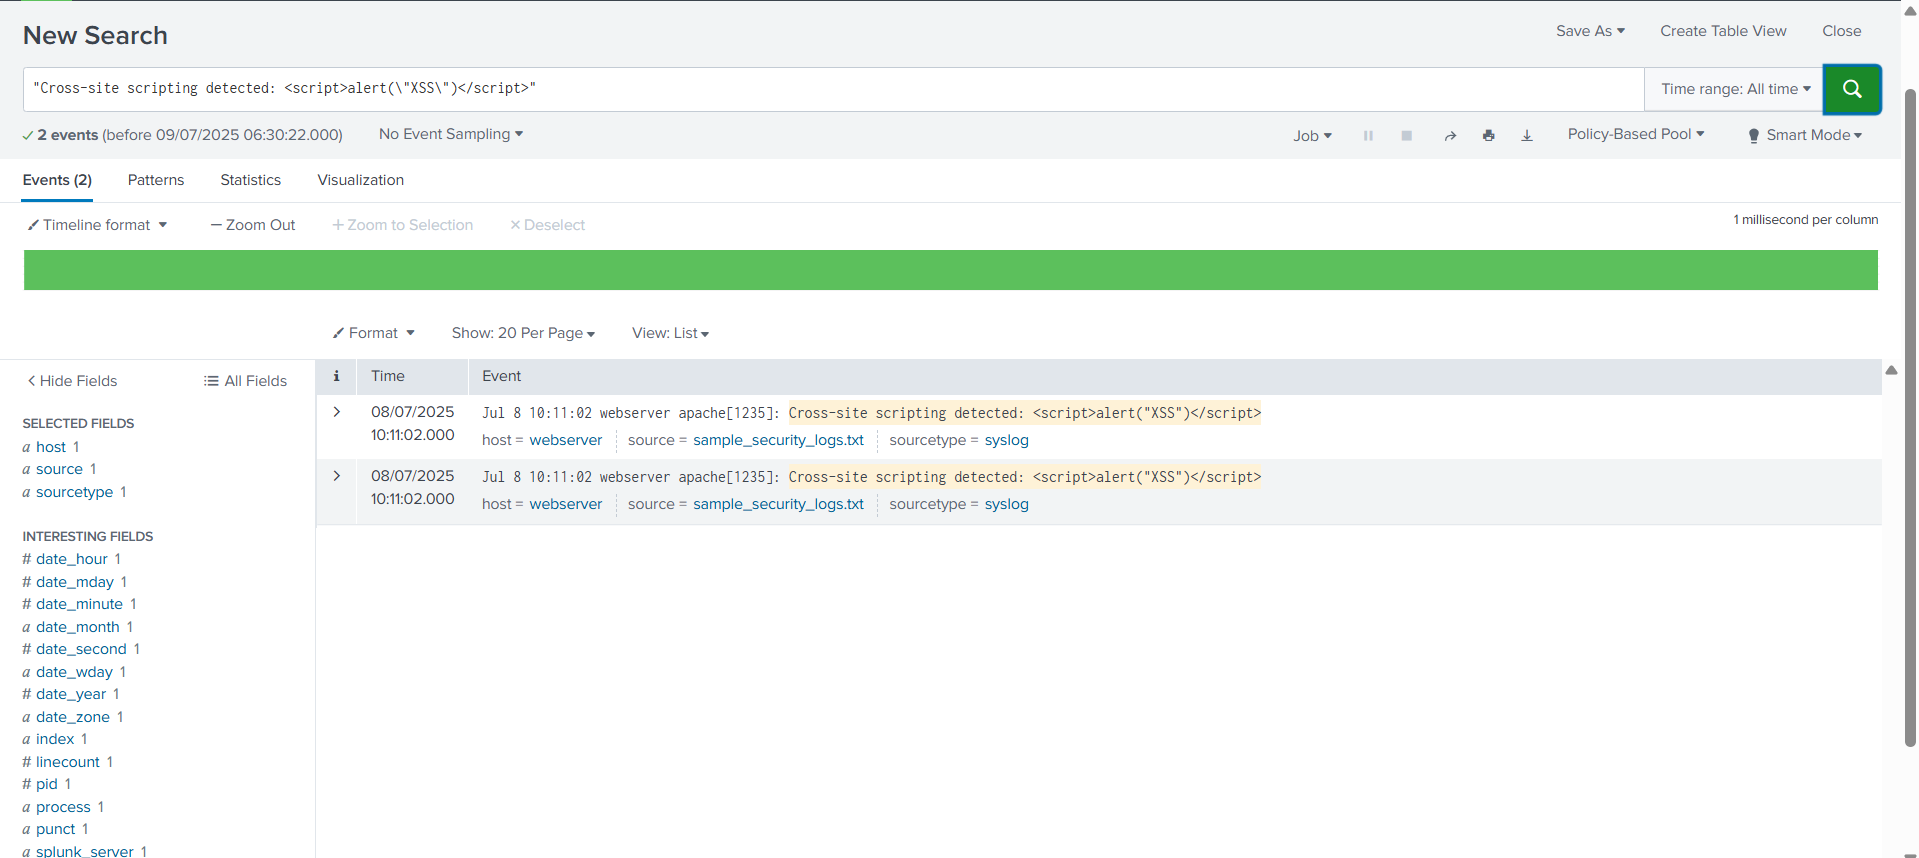 New Search
Save As
Create Table View
Close
"Cross-site scripting detected: <script>alert(\"XSS\")</script>"
Time range: All time
2 events (before 09/07/2025 06:30:22.000)
No Event Sampling
Job
Policy-Based Pool
Smart Mode
Events (2)
Patterns
Statistics
Visualization
Timeline format
— Zoom Out
+ Zoom to Selection
× Deselect
1 millisecond per column
Format
Show: 20 Per Page
View: List
< Hide Fields
All Fields
SELECTED FIELDS
a host 1
a source 1
a sourcetype 1
INTERESTING FIELDS
# date_hour 1
# date_mday 1
# date_minute 1
a date_month 1
# date_second 1
a date_wday 1
# date_year 1
a date_zone 1
a index 1
# linecount 1
# pid 1
a process 1
a punct 1
a splunk_server 1
i
Time
Event
>
08/07/2025
10:11:02.000
Jul 8 10:11:02 webserver apache[1235]: Cross-site scripting detected: <script>alert("XSS")</script>
host = webserver
source = sample_security_logs.txt
sourcetype = syslog
>
08/07/2025
10:11:02.000
Jul 8 10:11:02 webserver apache[1235]: Cross-site scripting detected: <script>alert("XSS")</script>
host = webserver
source = sample_security_logs.txt
sourcetype = syslog